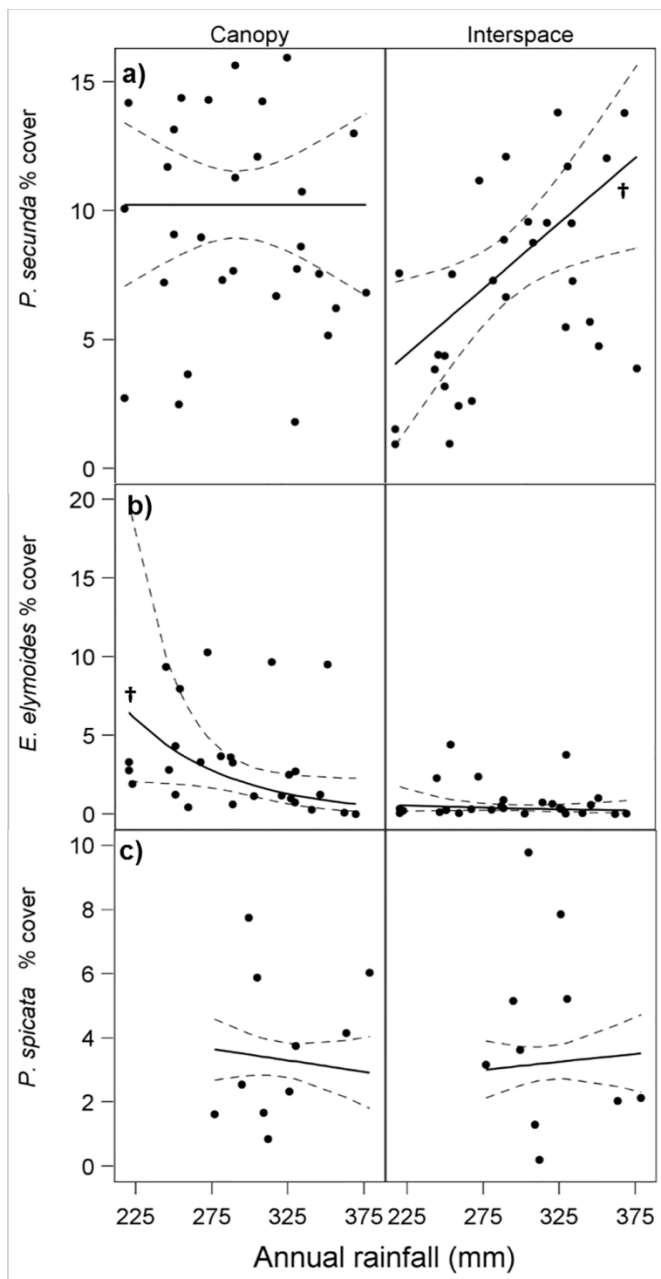 Canopy Interspace
a)
P. secunda % cover
15
10
5
0
†
b)
E. elymoides % cover
20
15
10
5
0
†
c)
P. spicata % cover
10
8
6
4
2
0
225 275 325 375 225 275 325 375
Annual rainfall (mm)